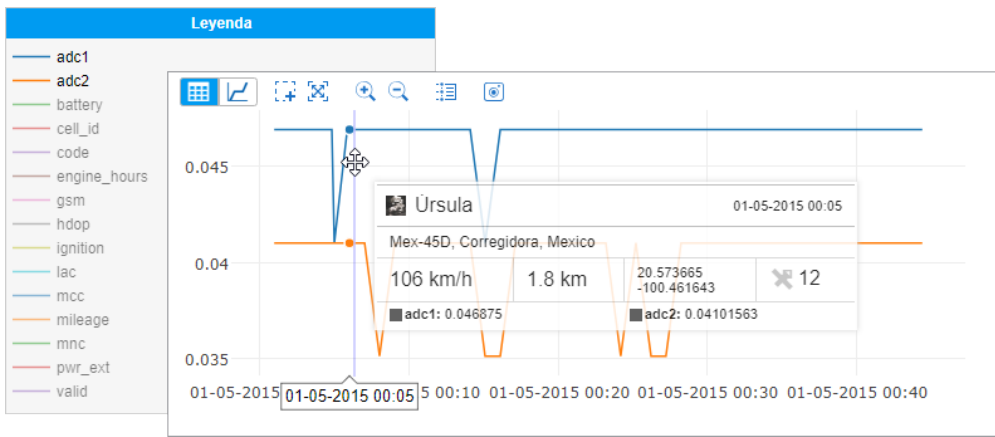 Leyenda
adc1
adc2
battery
cell_id
code
engine_hours
gsm
hdop
ignition
lac
mcc
mileage
mnc
pwr_ext
valid
0.045
0.04
0.035
Úrsula 01-05-2015 00:05
Mex-45D, Corregidora, Mexico
106 km/h 1.8 km 20.573665 12
-100.461643
adc1: 0.046875 adc2: 0.04101563
01-05-2015 01-05-2015 00:05 5 00:10 01-05-2015 00:20 01-05-2015 00:30 01-05-2015 00:40